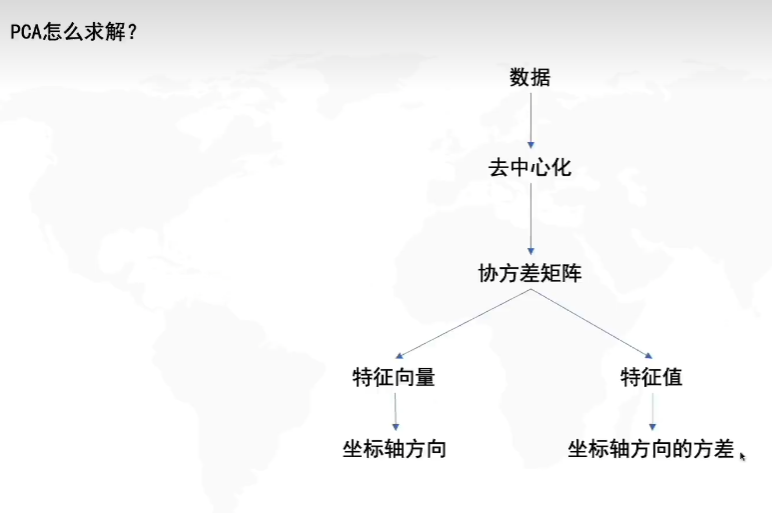 PCA怎么求解?
数据
去中心化
协方差矩阵
特征向量
特征值
坐标轴方向
坐标轴方向的方差